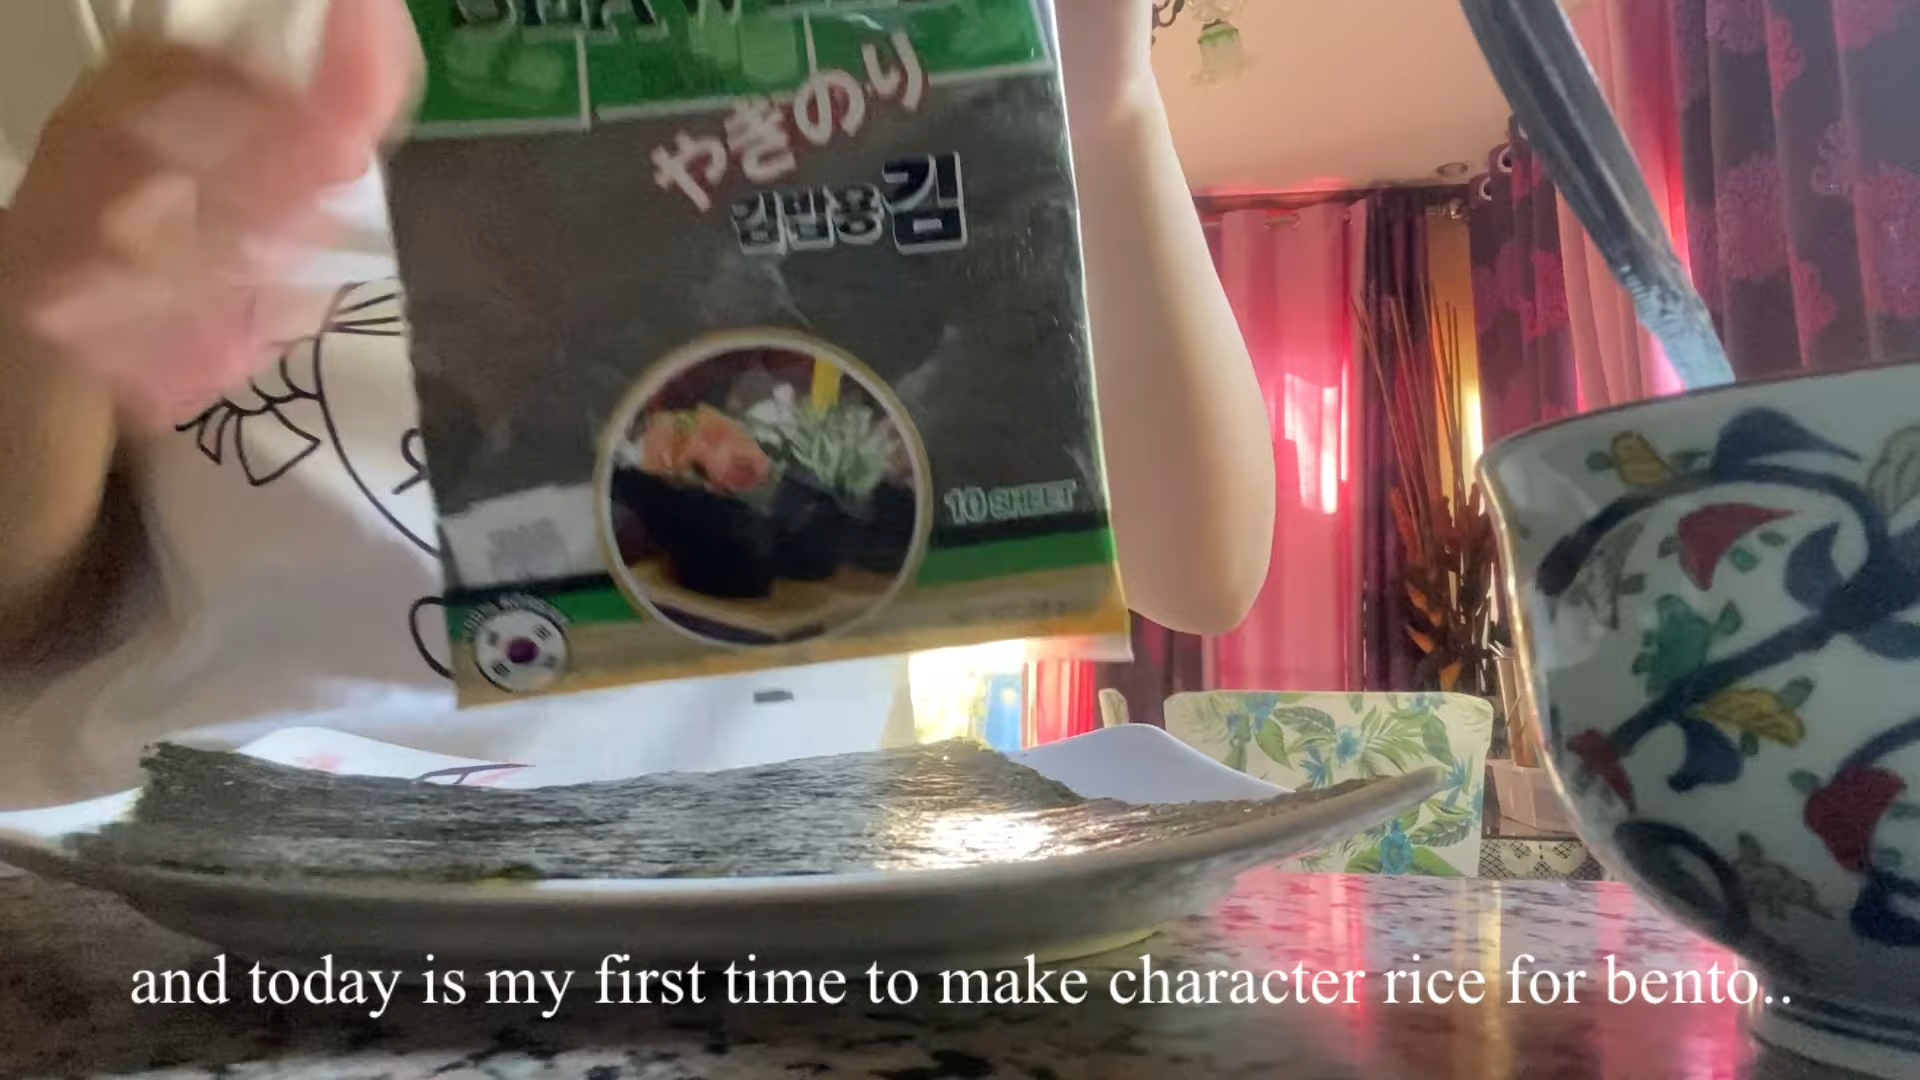 SEAWEED
やきのり
김밥용김
10 SHEET
and today is my first time to make character rice for bento..